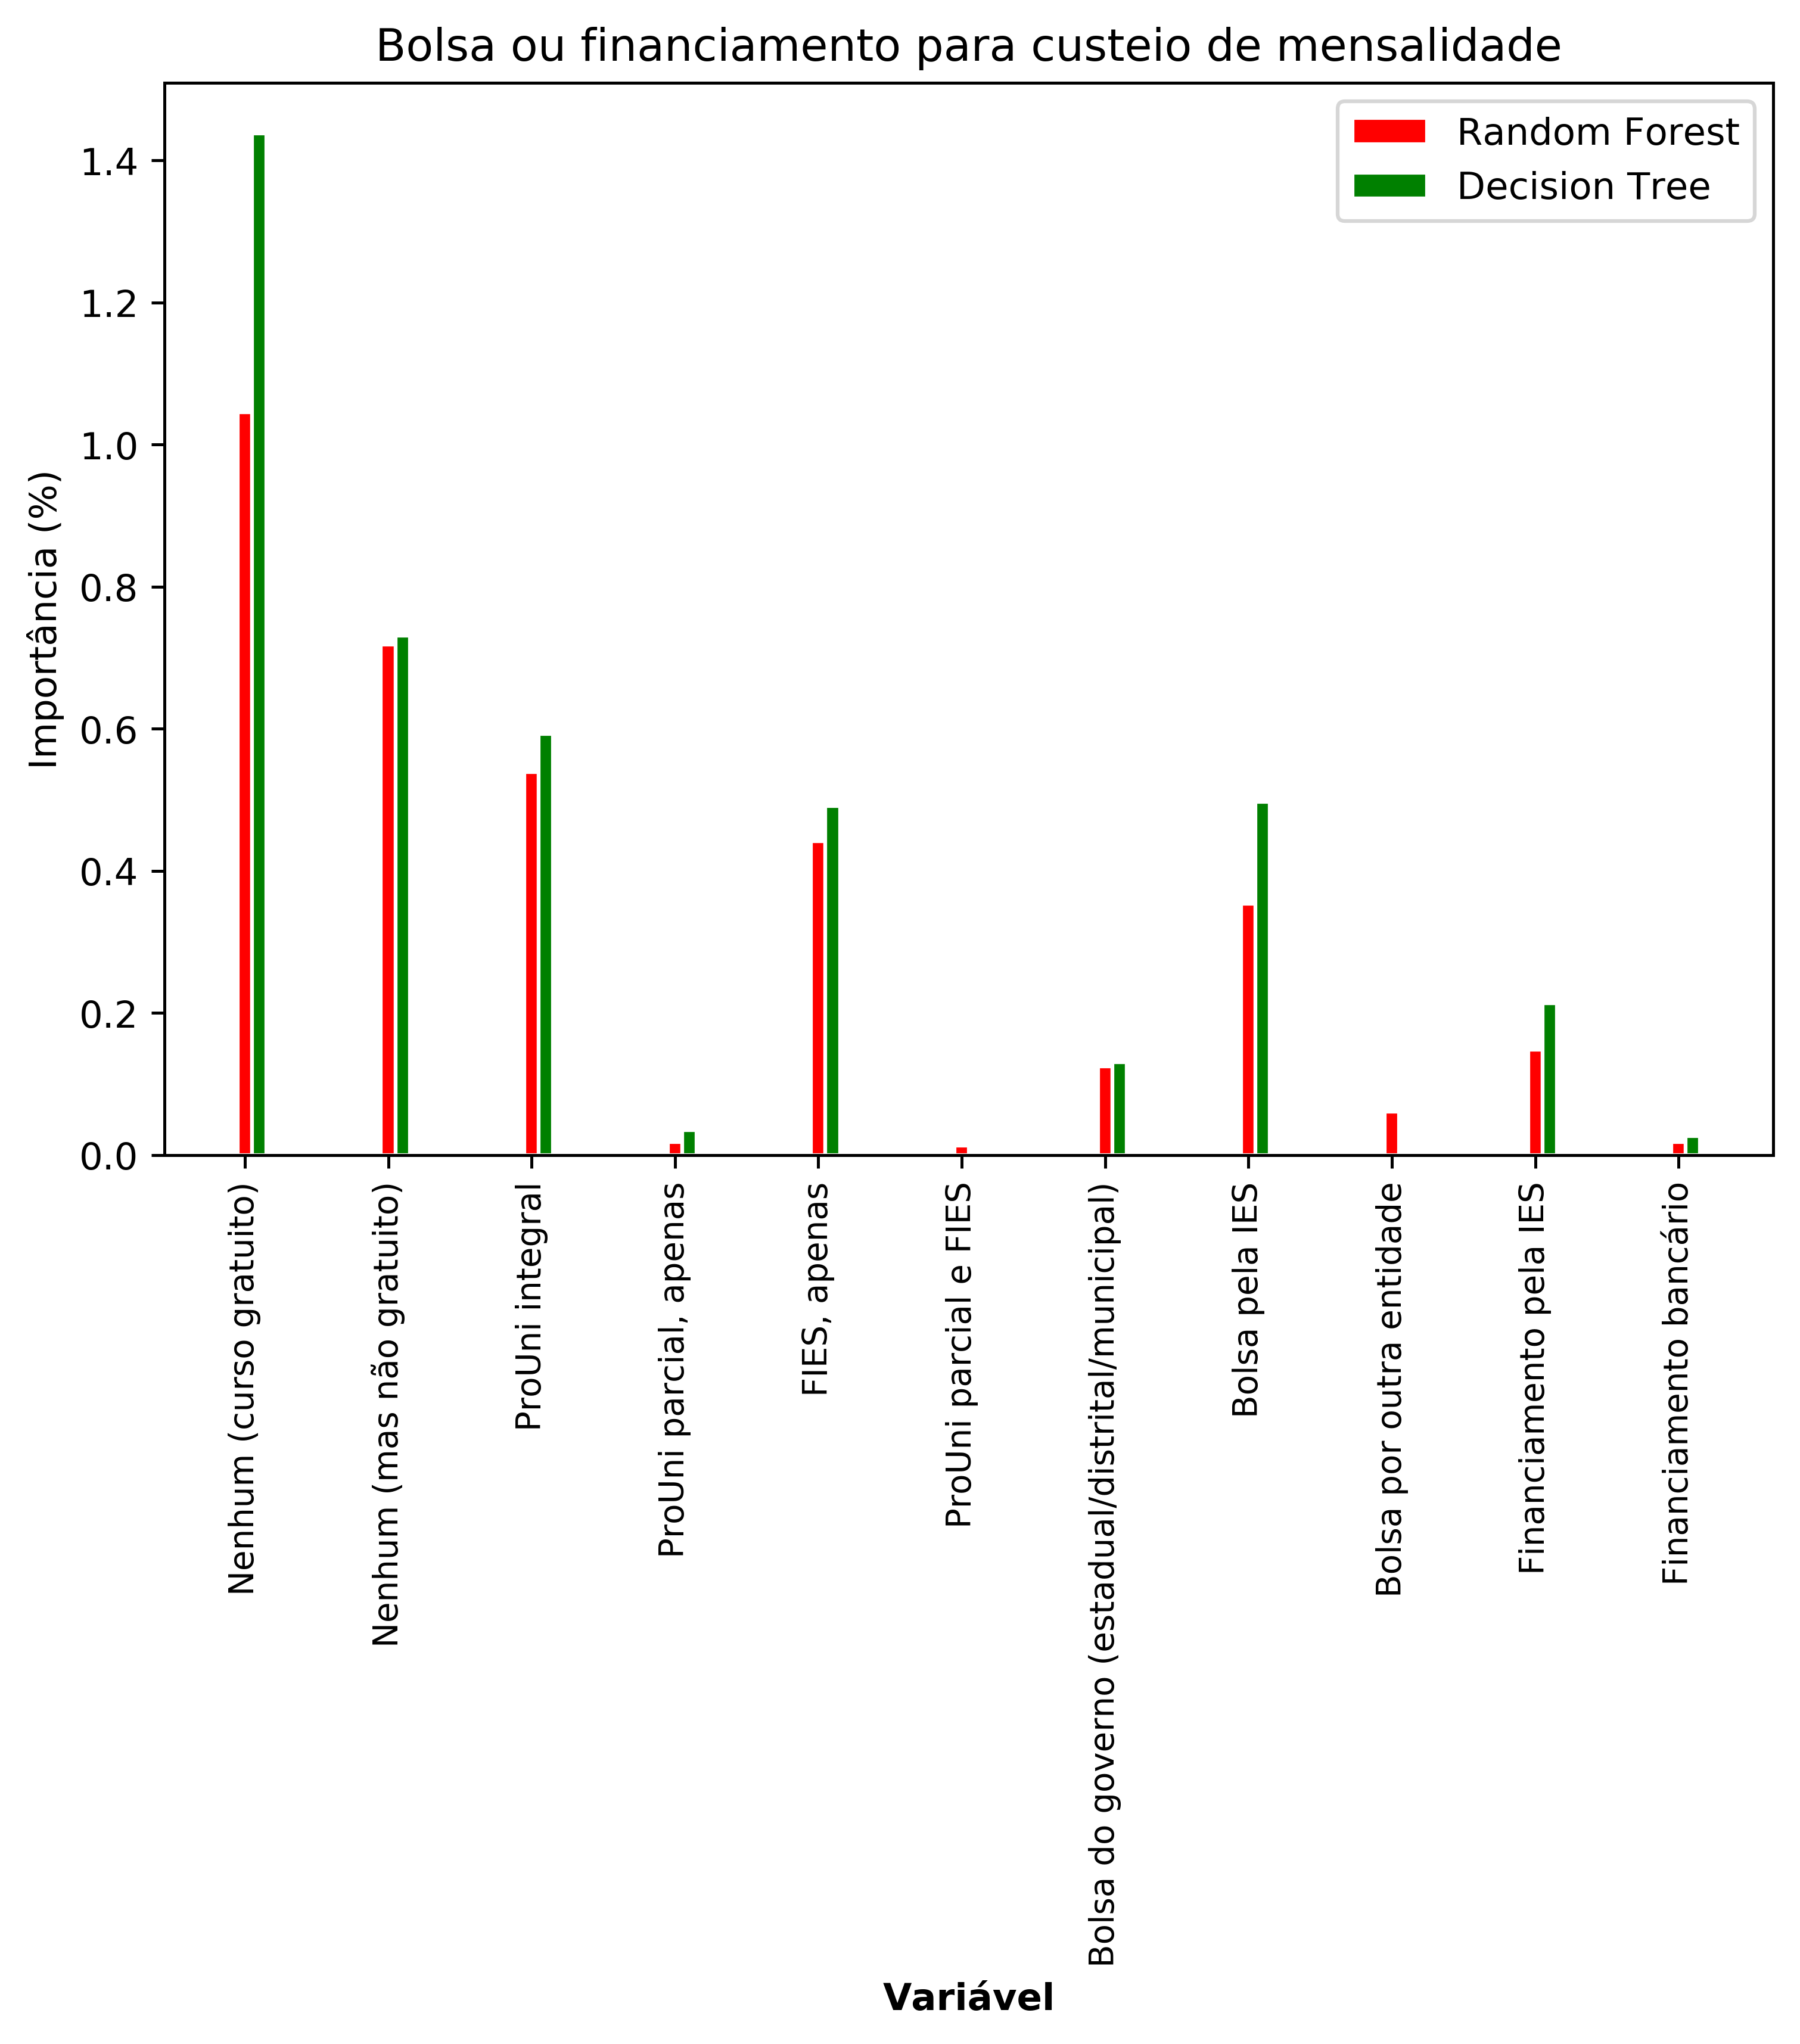 Bolsa ou financiamento para custeio de mensalidade
Random Forest
Decision Tree
Importância (%)
1.4
1.2
1.0
0.8
0.6
0.4
0.2
0.0
Nenhum (curso gratuito)
Nenhum (mas não gratuito)
ProUni integral
ProUni parcial, apenas
FIES, apenas
ProUni parcial e FIES
Bolsa do governo (estadual/distrital/municipal)
Bolsa pela IES
Bolsa por outra entidade
Financiamento pela IES
Financiamento bancário
Variável